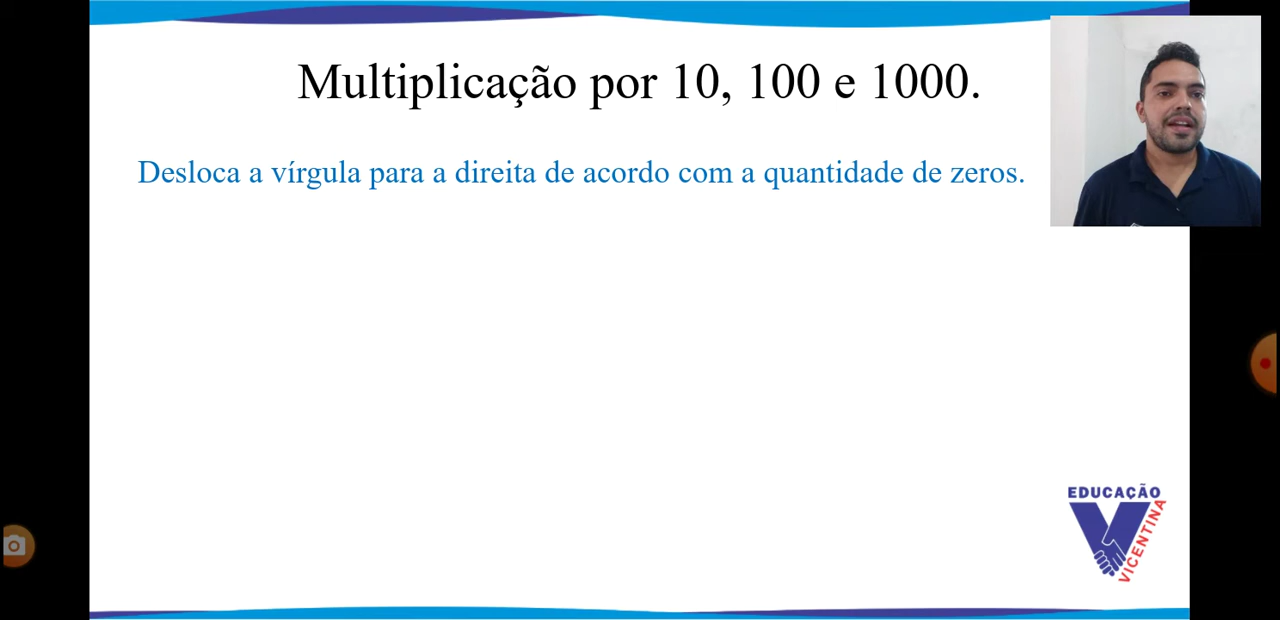 Multiplicação por 10, 100 e 1000.
Desloca a vírgula para a direita de acordo com a quantidade de zeros.
EDUCAÇÃO
VICENTINA